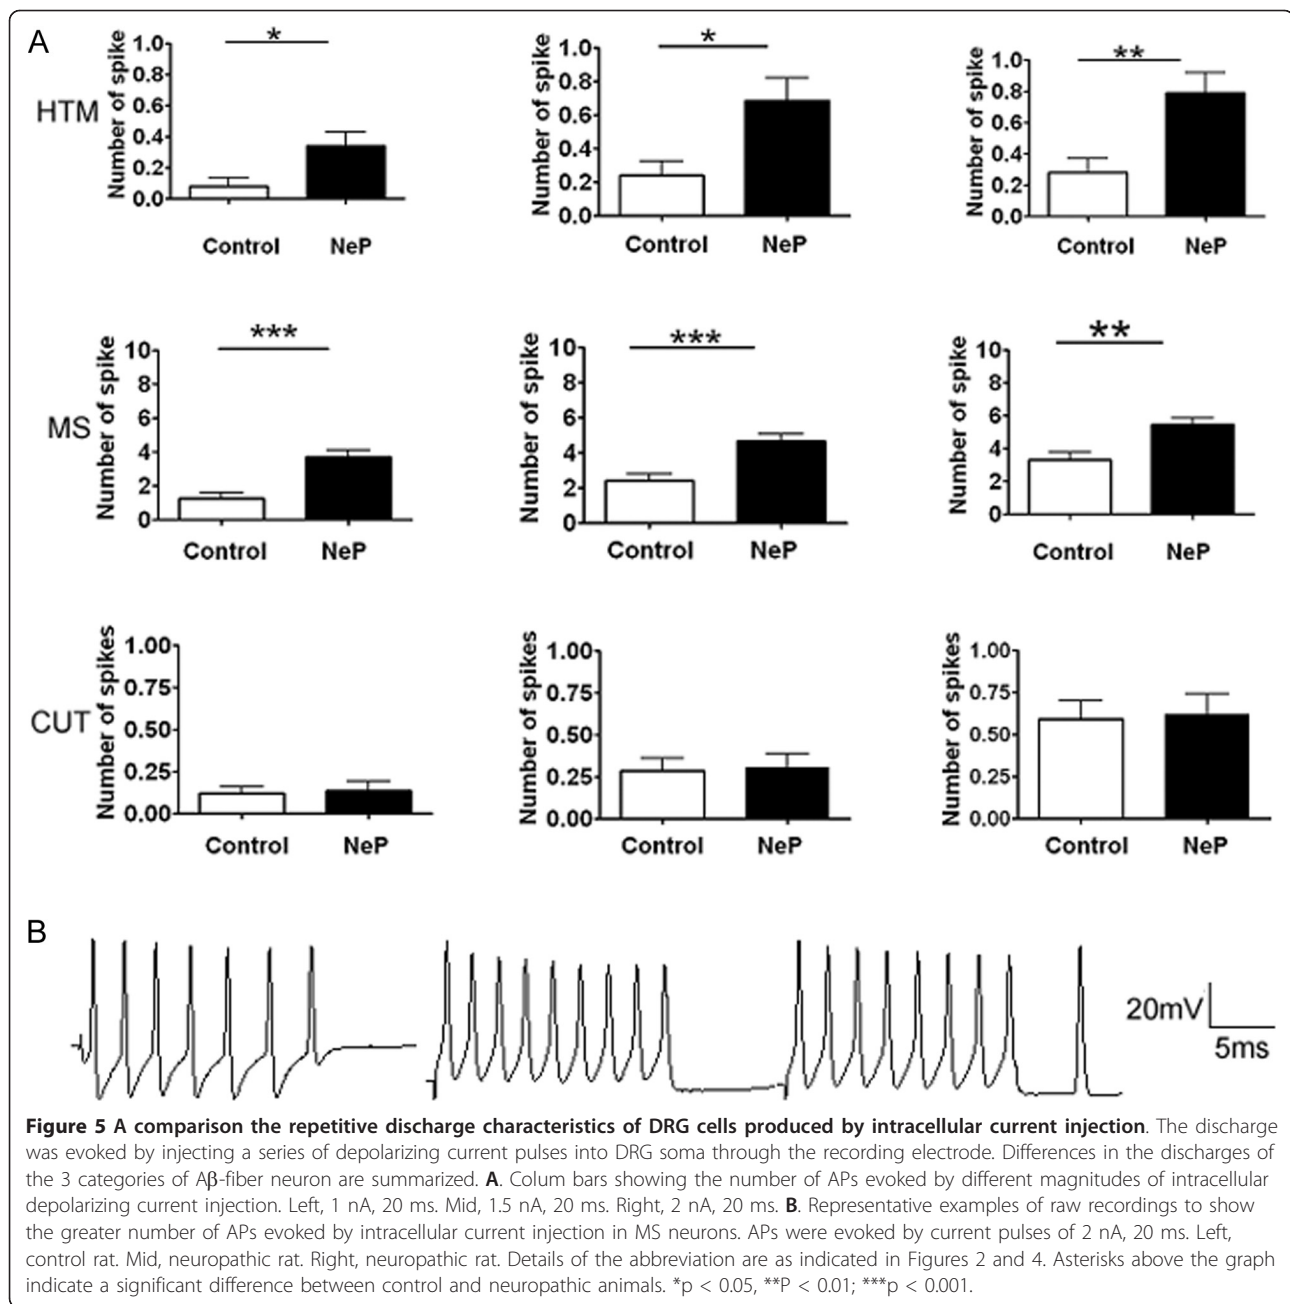 A
HTM
Number of spike
1.0
0.8
0.6
0.4
0.2
0.0
*
Control NeP
Number of spike
1.0
0.8
0.6
0.4
0.2
0.0
*
Control NeP
Number of spike
1.0
0.8
0.6
0.4
0.2
0.0
**
Control NeP
MS
Number of spike
10
8
6
4
2
0
***
Control NeP
Number of spike
10
8
6
4
2
0
***
Control NeP
Number of spike
10
8
6
4
2
0
**
Control NeP
CUT
Number of spikes
1.00
0.75
0.50
0.25
0.00
Control NeP
Number of spikes
1.00
0.75
0.50
0.25
0.00
Control NeP
Number of spikes
1.00
0.75
0.50
0.25
0.00
Control NeP
B
20mV
5ms
Figure 5 A comparison the repetitive discharge characteristics of DRG cells produced by intracellular current injection. The discharge
was evoked by injecting a series of depolarizing current pulses into DRG soma through the recording electrode. Differences in the discharges of
the 3 categories of Aβ-fiber neuron are summarized. A. Colum bars showing the number of APs evoked by different magnitudes of intracellular
depolarizing current injection. Left, 1 nA, 20 ms. Mid, 1.5 nA, 20 ms. Right, 2 nA, 20 ms. B. Representative examples of raw recordings to show
the greater number of APs evoked by intracellular current injection in MS neurons. APs were evoked by current pulses of 2 nA, 20 ms. Left,
control rat. Mid, neuropathic rat. Right, neuropathic rat. Details of the abbreviation are as indicated in Figures 2 and 4. Asterisks above the graph
indicate a significant difference between control and neuropathic animals. *p < 0.05, **P < 0.01; ***p < 0.001.